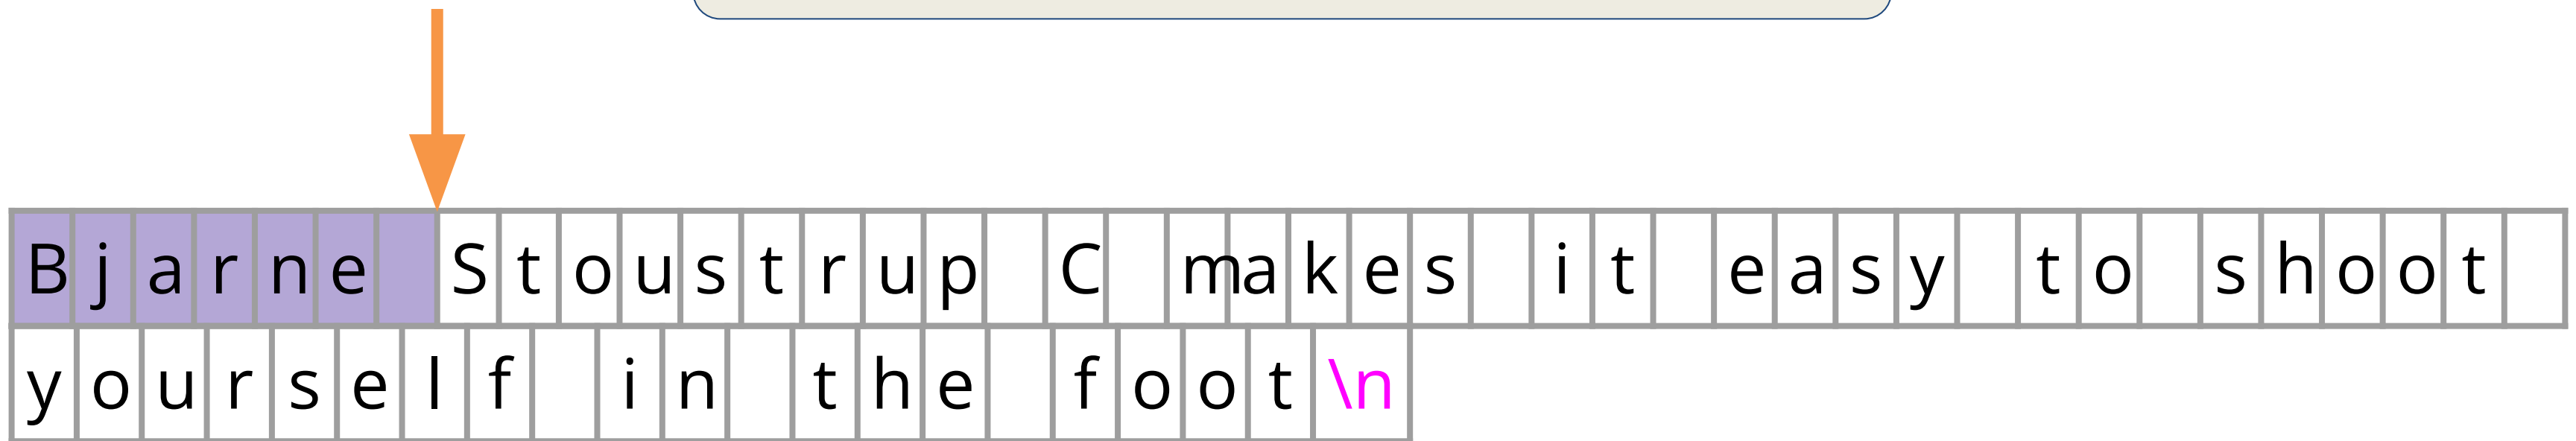 Bjarne Stoustrup C makes it easy to shoot
yourself in the foot\n